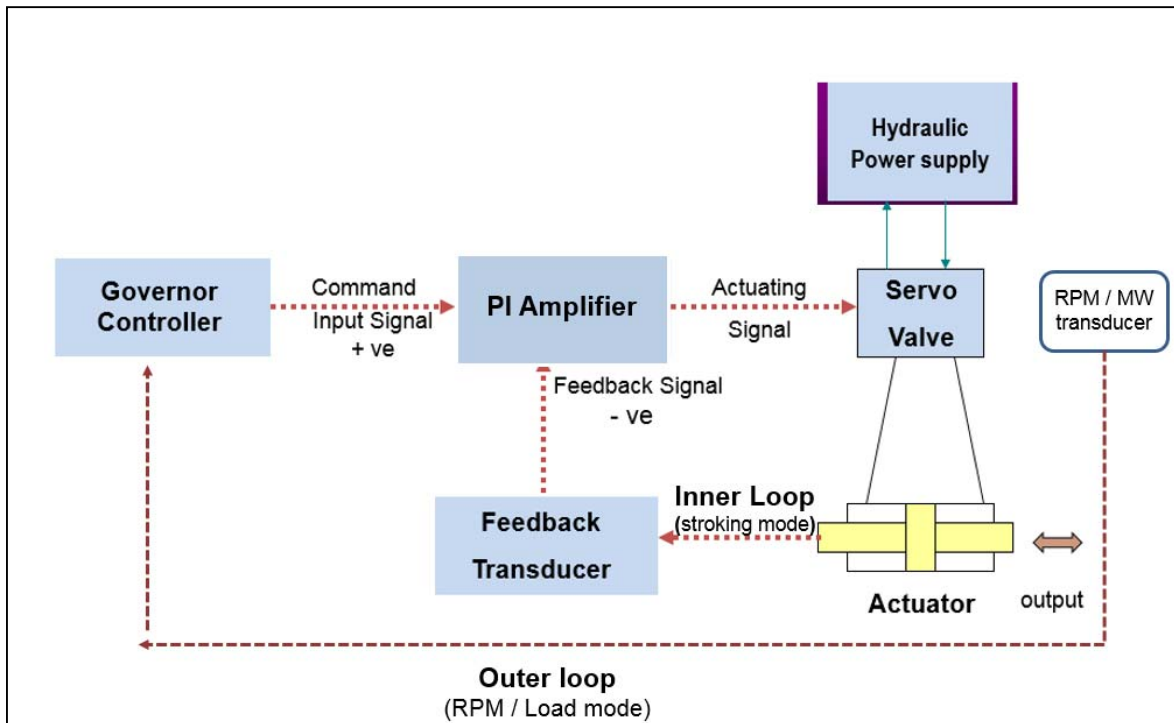 Hydraulic
Power supply
Governor
Controller
Command
Input Signal
+ ve
PI Amplifier
Actuating
Signal
Servo
Valve
RPM / MW
transducer
Feedback Signal
- ve
Feedback
Transducer
Inner Loop
(stroking mode)
Actuator
output
Outer loop
(RPM / Load mode)